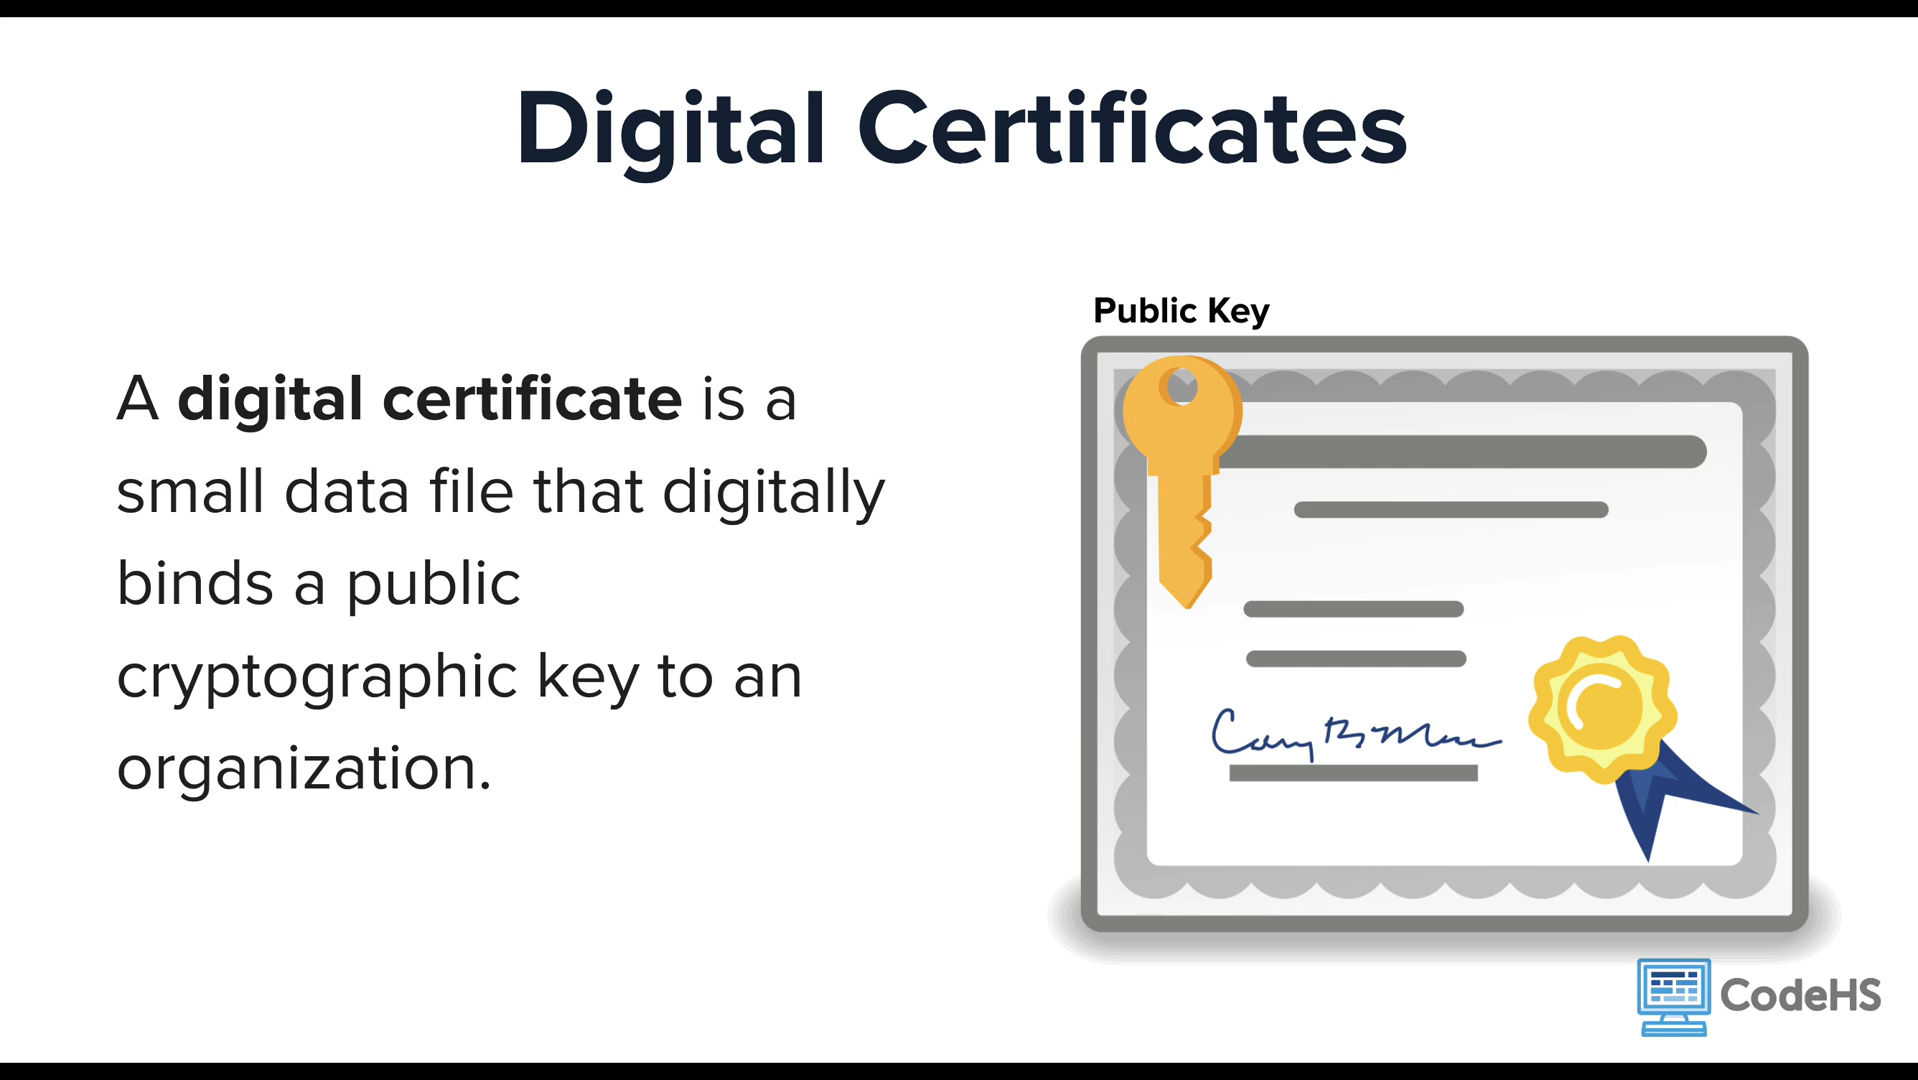 Digital Certificates
Public Key
A digital certificate is a
small data file that digitally
binds a public
cryptographic key to an
organization.
CodeHS